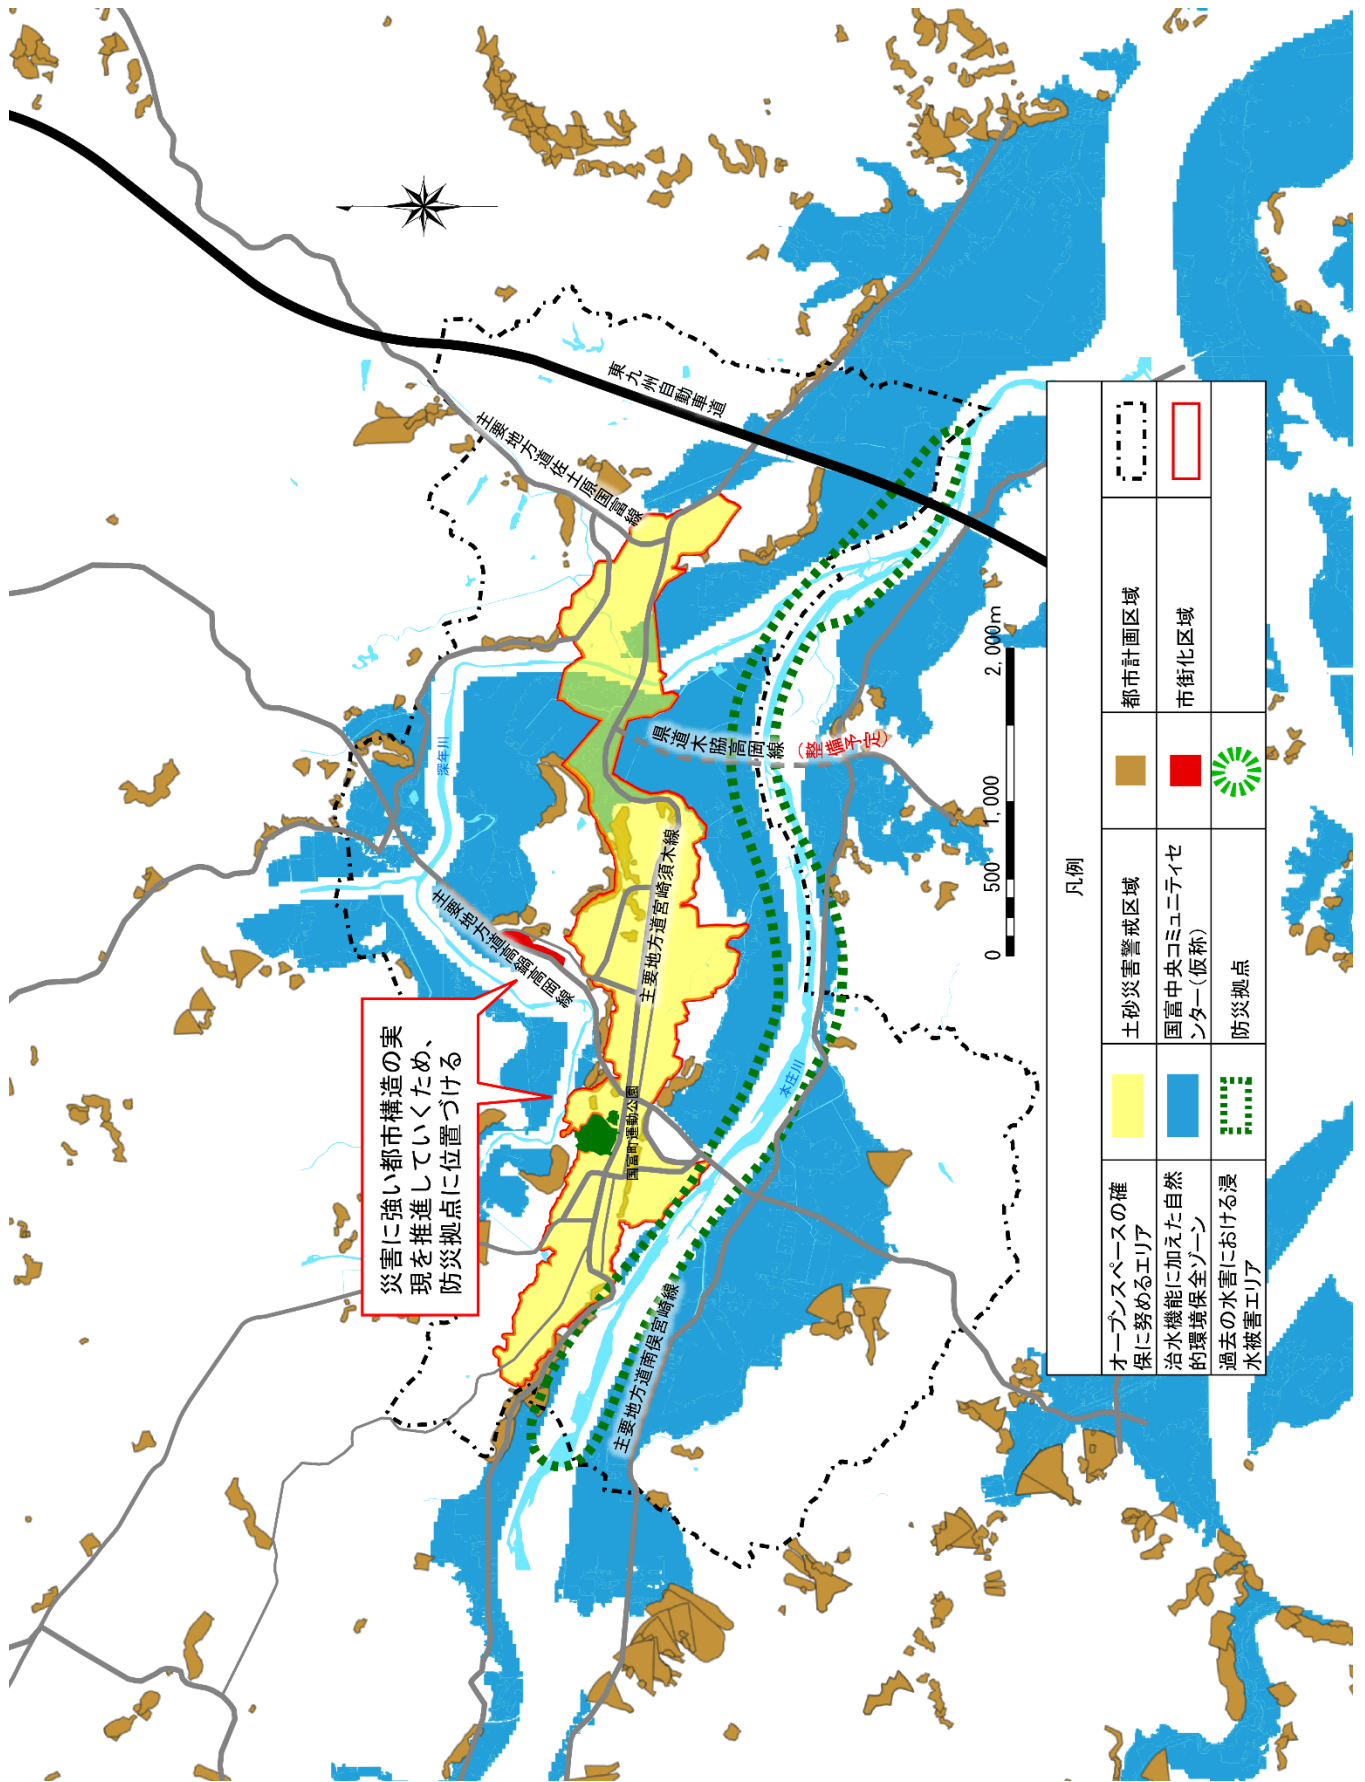 災害に強い都市構造の実
現を推進していくため、
防災拠点に位置づける
東九州自動車道
主要地方道佐土原国富線
深年川
主要地方道高鍋高岡線
主要地方道宮崎須木線
県道木脇高岡線
(整備予定)
国富町運動公園
本庄川
主要地方道南俣宮崎線
0 500 1,000 2,000m
凡例
オープンスペースの確
保に努めるエリア
土砂災害警戒区域
都市計画区域
治水機能に加えた自然
的環境保全ゾーン
国富中央コミュニティセ
ンター(仮称)
市街化区域
過去の水害における浸
水被害エリア
防災拠点